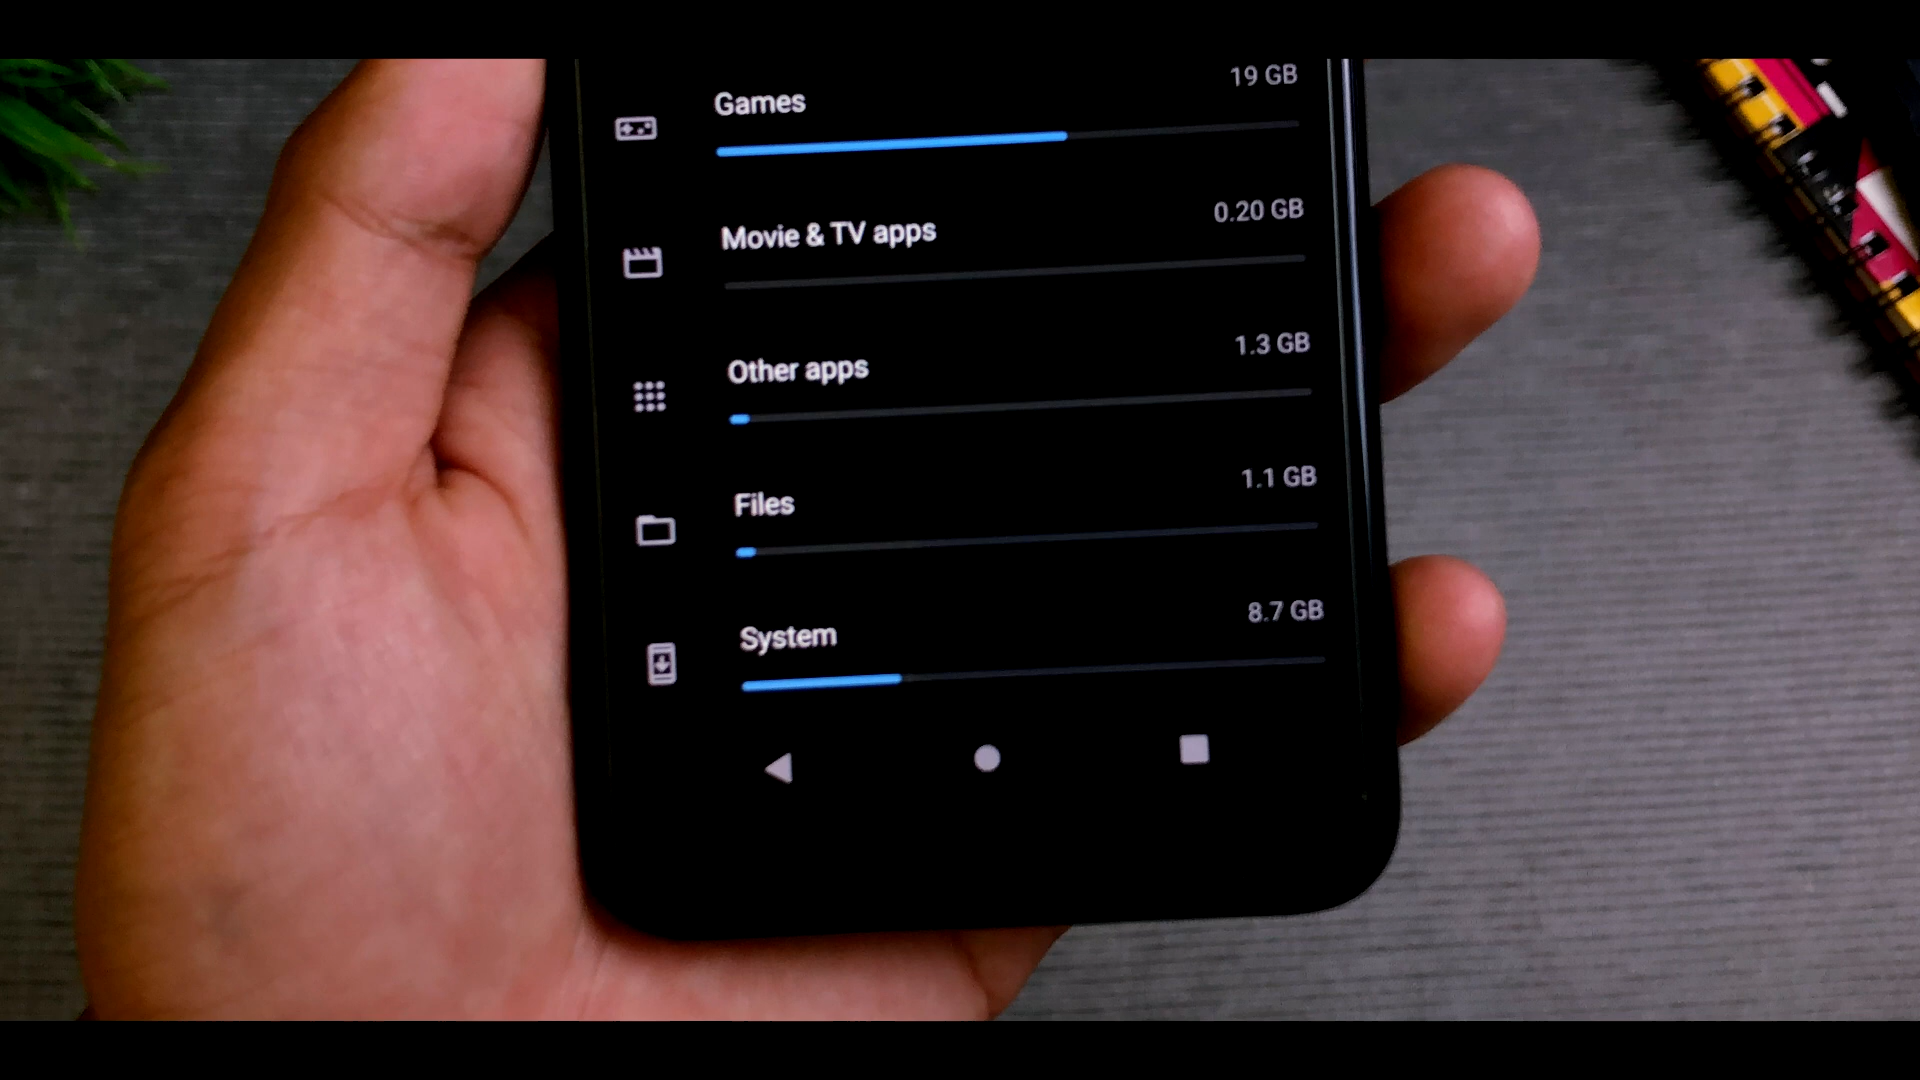 19 GB
Games
0.20 GB
Movie & TV apps
1.3 GB
Other apps
1.1 GB
Files
8.7 GB
System